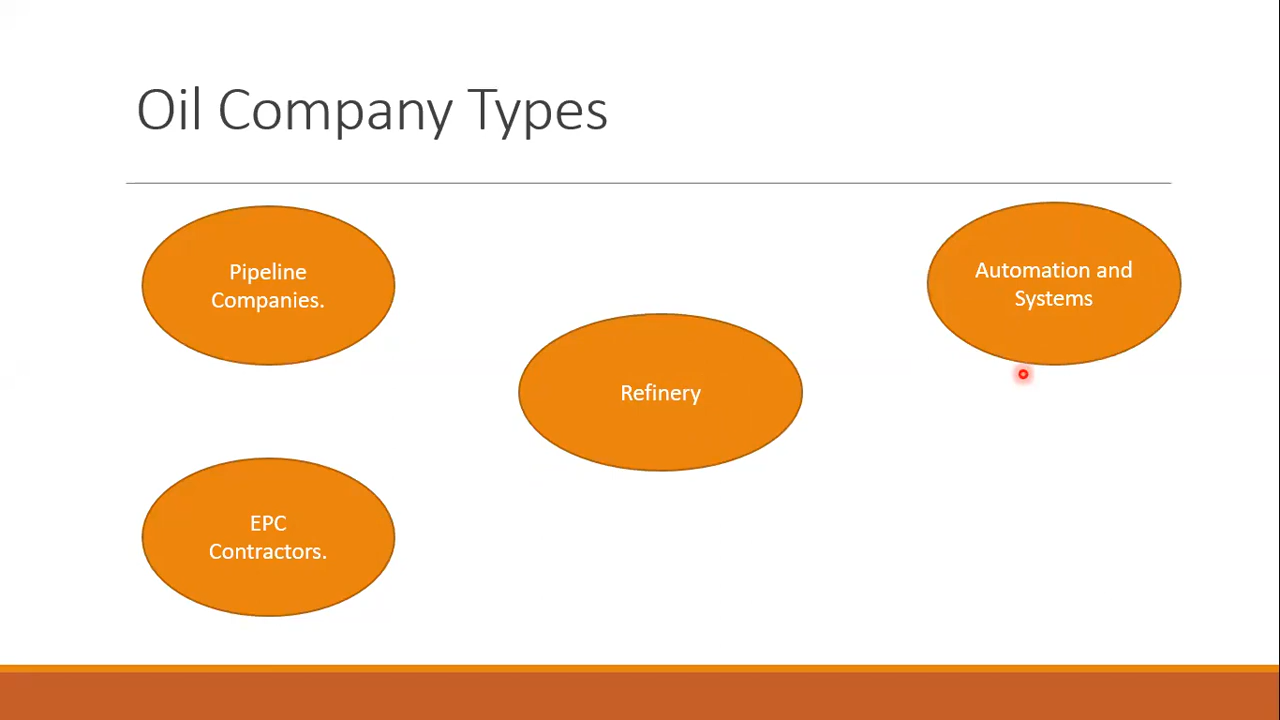 Oil Company Types
Pipeline
Companies.
Automation and
Systems
Refinery
EPC
Contractors.